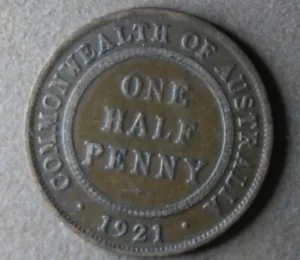 COMMONWEALTH OF AUSTRALIA
ONE
HALF
PENNY
· 1921 ·